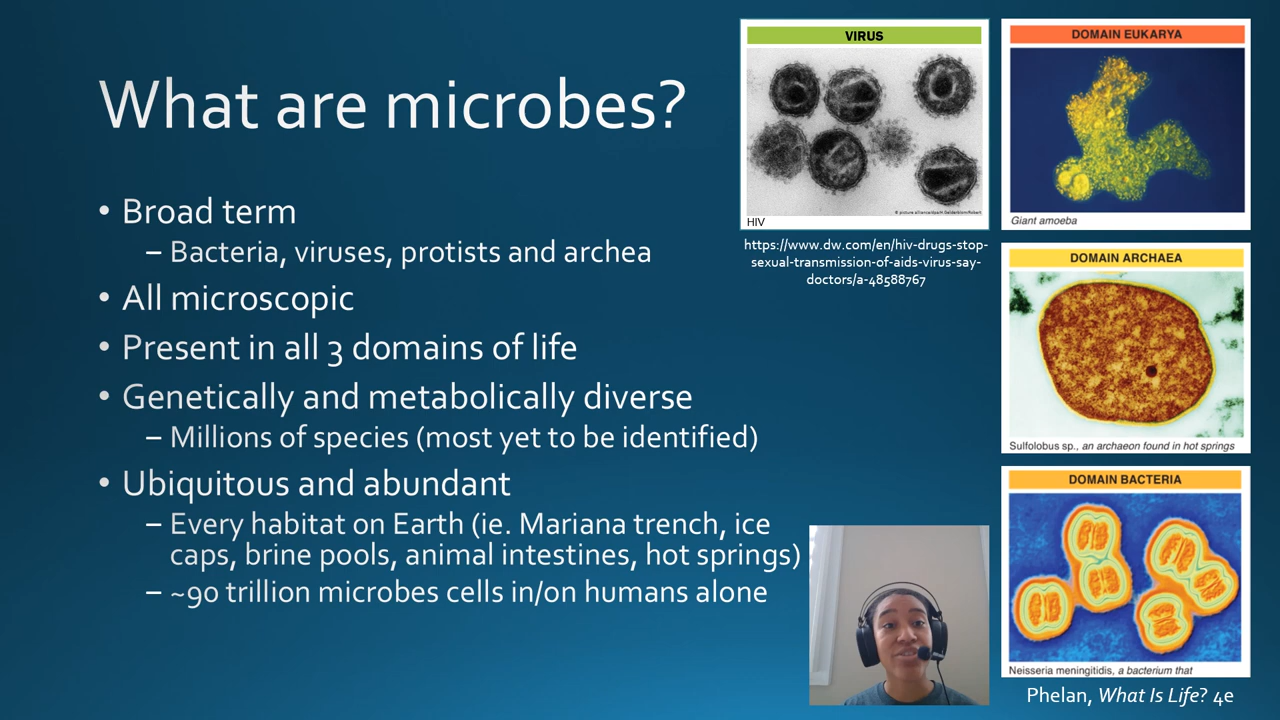 What are microbes?
• Broad term
– Bacteria, viruses, protists and archea
• All microscopic
• Present in all 3 domains of life
• Genetically and metabolically diverse
– Millions of species (most yet to be identified)
• Ubiquitous and abundant
– Every habitat on Earth (ie. Mariana trench, ice
caps, brine pools, animal intestines, hot springs)
– ~90 trillion microbes cells in/on humans alone
VIRUS
HIV
https://www.dw.com/en/hiv-drugs-stop-
sexual-transmission-of-aids-virus-say-
doctors/a-48588767
DOMAIN EUKARYA
Giant amoeba
DOMAIN ARCHAEA
Sulfolobus sp., an archaeon found in hot springs
DOMAIN BACTERIA
Neisseria meningitidis, a bacterium that
Phelan, What Is Life? 4e